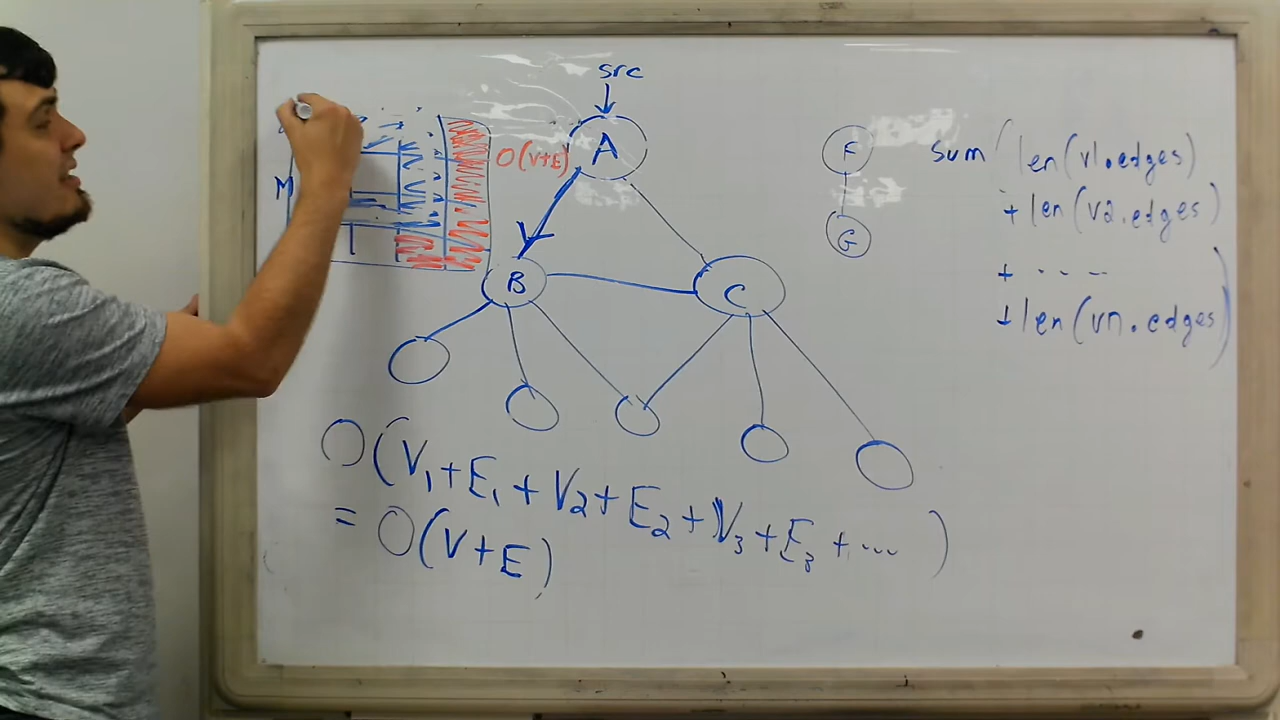 src
A
O(V+E)
M
B
C
F
G
sum (len(v1.edges)
+ len(v2.edges)
+ ....
+ len(vn.edges))
O(V1+E1+V2+E2+V3+E3+...)
= O(V+E)